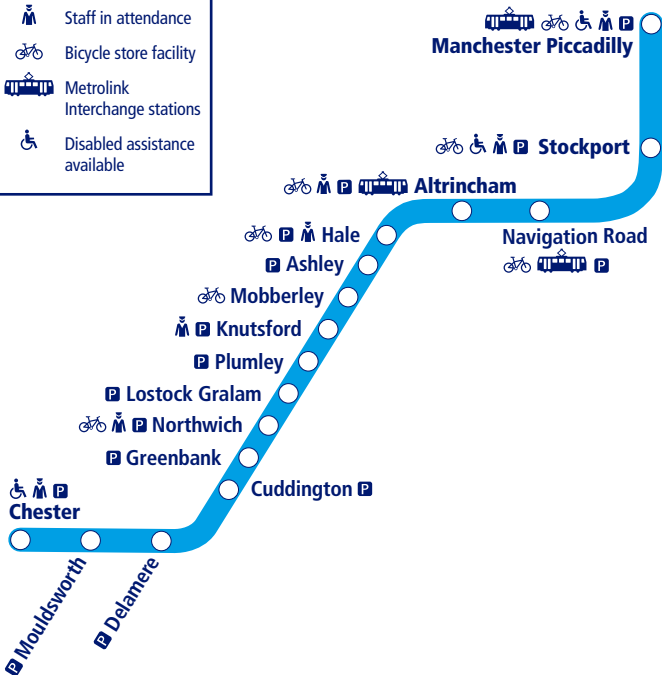 Staff in attendance
Bicycle store facility
Metrolink
Interchange stations
Disabled assistance
available
P
Manchester Piccadilly
P Stockport
P Altrincham
Navigation Road
P
P Hale
P Ashley
Mobberley
P Knutsford
P Plumley
P Lostock Gralam
P Northwich
P Greenbank
Cuddington P
P
Chester
P Mouldsworth
P Delamere